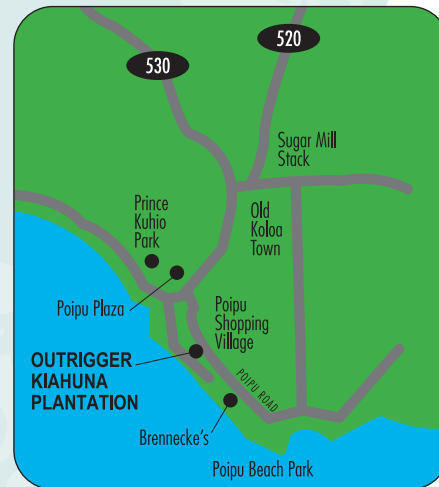 520
530
Sugar Mill
Stack
Prince
Kuhio
Park
Old
Koloa
Town
Poipu Plaza
Poipu
Shopping
Village
OUTRIGGER
KIAHUNA
PLANTATION
POIPU ROAD
Brennecke's
Poipu Beach Park